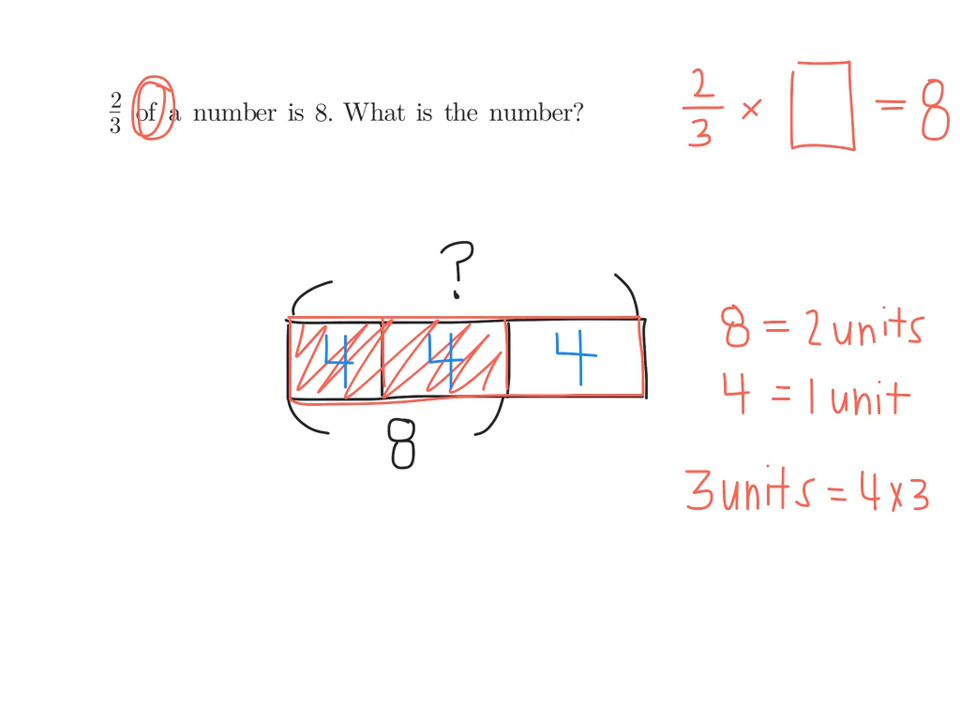 2/3 of a number is 8. What is the number?
2/3 × □ = 8
?
4 4 4
8
8 = 2 units
4 = 1 unit
3 units = 4 x 3